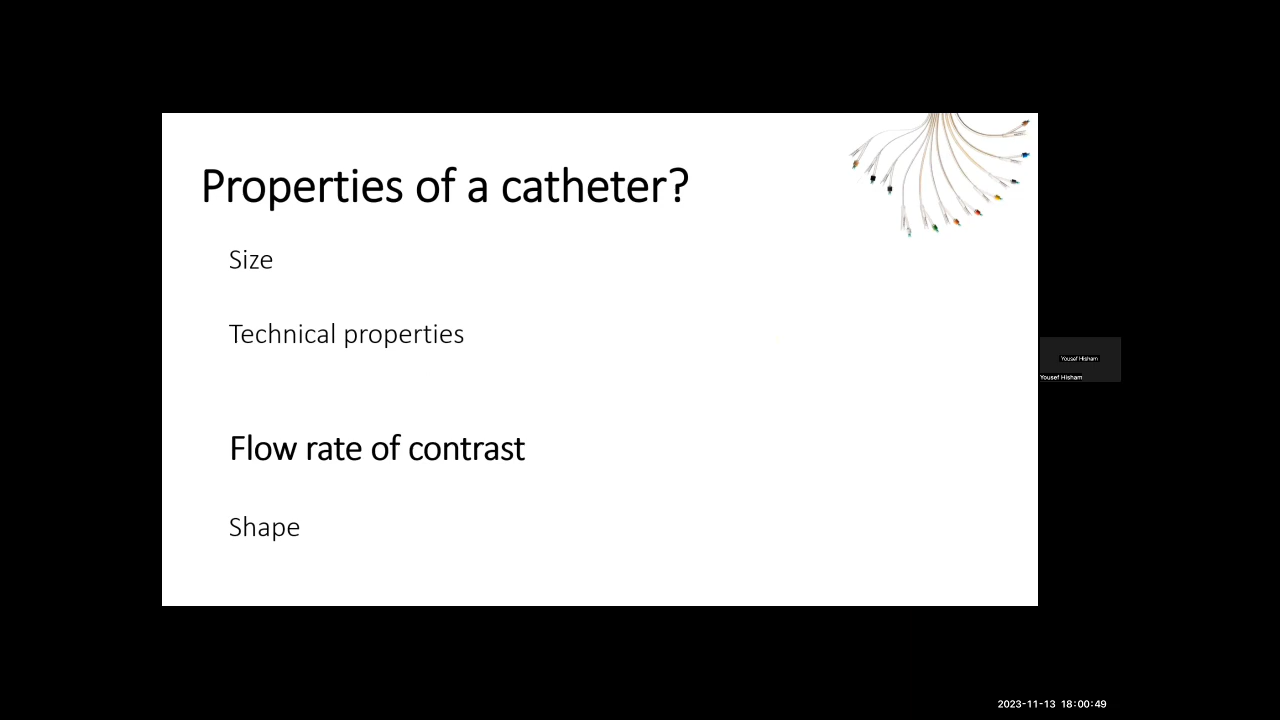 Properties of a catheter?
Size
Technical properties
Flow rate of contrast
Shape
Yousef Hisham
Yousef Hisham
2023-11-13 18:00:49